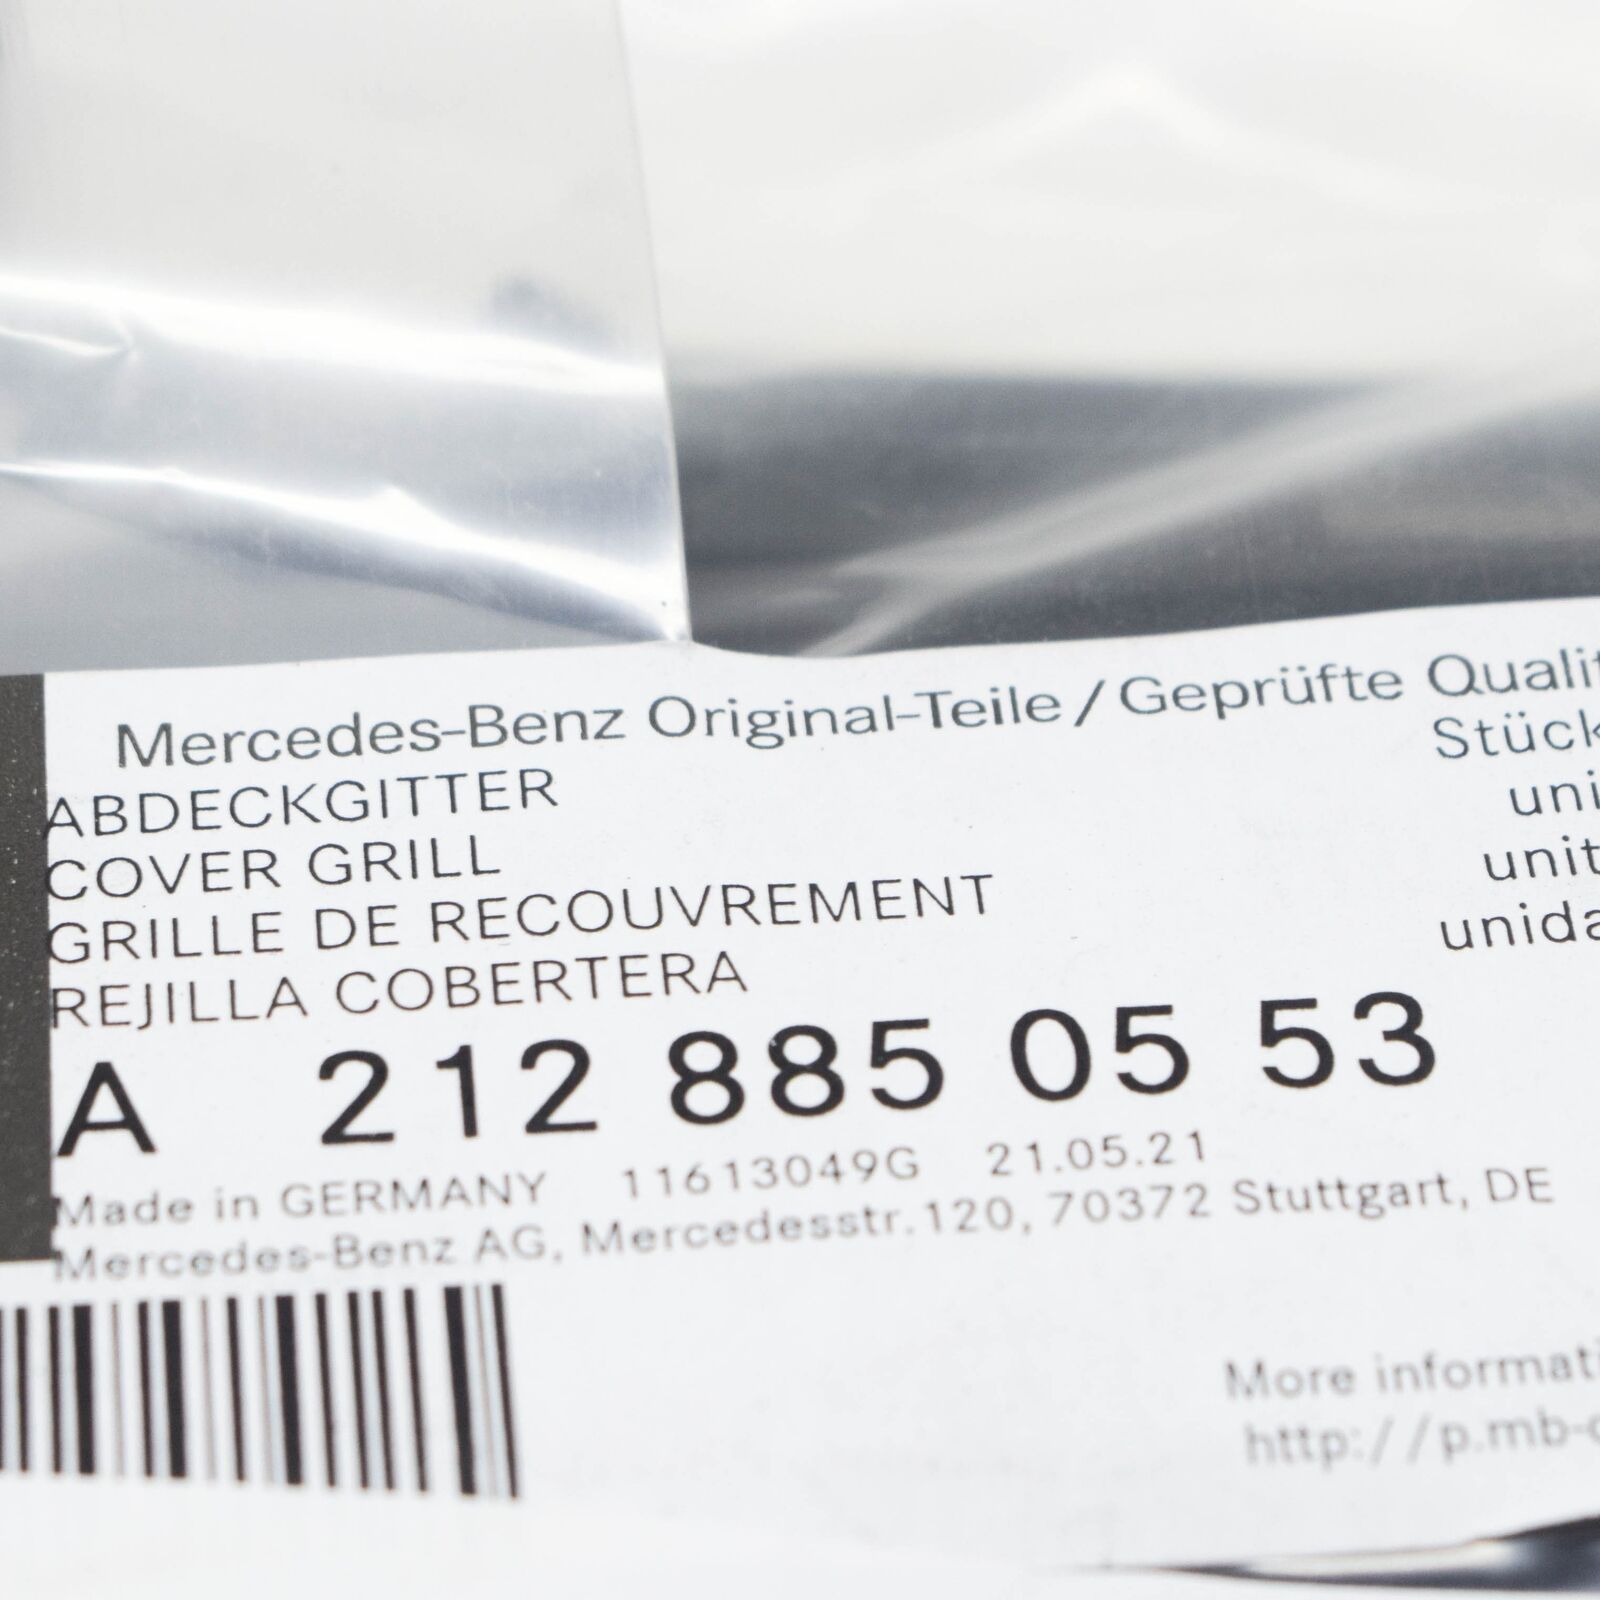 Mercedes-Benz Original-Teile / Geprüfte Qualit
Stück
ABDECKGITTER
uni
COVER GRILL
unit
GRILLE DE RECOUVREMENT
unida
REJILLA COBERTERA
A 212 885 05 53
Made in GERMANY 11613049G 21.05.21
Mercedes-Benz AG, Mercedesstr.120, 70372 Stuttgart, DE
More informati
http://p.mb-